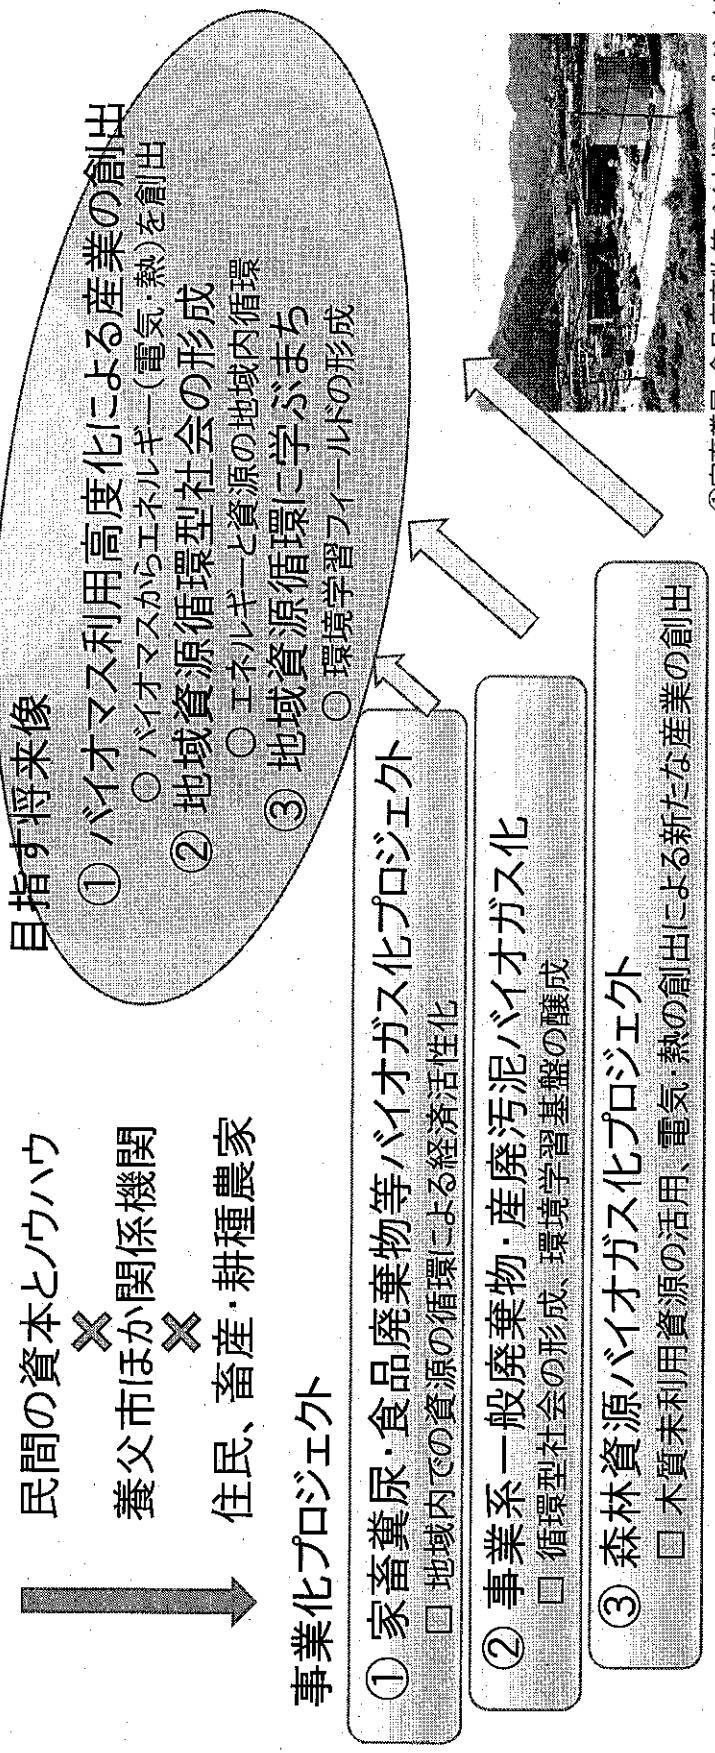 民間の資本とノウハウ
×
養父市ほか関係機関
×
住民、畜産・耕種農家
目指す将来像
① バイオマス利用高度化による産業の創出
○ バイオマスからエネルギー(電気・熱)を創出
② 地域資源循環型社会の形成
○ エネルギーと資源の地域内循環
③ 地域資源循環に学ぶまち
○ 環境学習フィールドの形成
事業化プロジェクト
① 家畜糞尿・食品廃棄物等バイオガス化プロジェクト
□ 地域内での資源の循環による経済活性化
② 事業系一般廃棄物・産廃汚泥バイオガス化
□ 循環型社会の形成、環境学習基盤の醸成
③ 森林資源バイオガス化プロジェクト
□ 木質未利用資源の活用、電気・熱の創出による新たな産業の創出